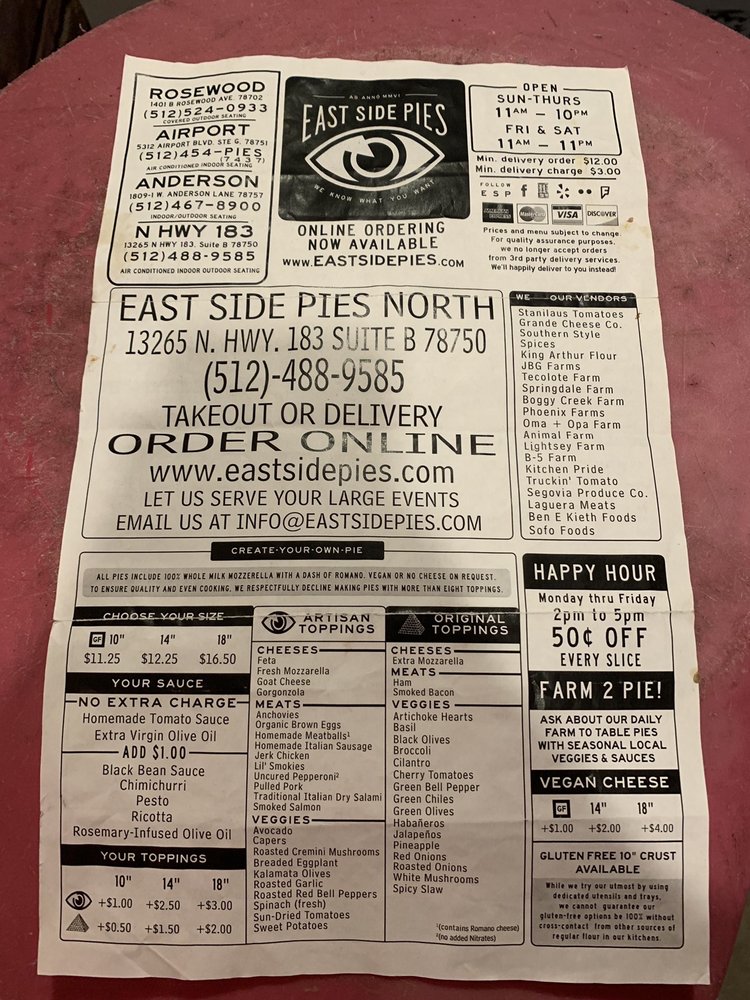 ROSEWOOD
1401 B ROSEWOOD AVE. 78702
(512)524-0933
COVERED OUTDOOR SEATING
AIRPORT
5312 AIRPORT BLVD. STE G. 78751
(512)454-PIES
(7437)
AIR CONDITIONED INDOOR SEATING
ANDERSON
1809-1 W. ANDERSON LANE 78757
(512)467-8900
INDOOR/OUTDOOR SEATING
N HWY 183
13265 N HWY 183. Suite B 78750
(512)488-9585
AIR CONDITIONED INDOOR OUTDOOR SEATING
AB ANNO MMVI
EAST SIDE PIES
WE KNOW WHAT YOU WANT
ONLINE ORDERING
NOW AVAILABLE
WWW.EASTSIDEPIES.COM
OPEN
SUN-THURS
11AM — 10PM
FRI & SAT
11AM — 11PM
Min. delivery order $12.00
Min. delivery charge $3.00
FOLLOW
ESP
AMERICAN EXPRESS MasterCard VISA DISCOVER
Prices and menu subject to change.
For quality assurance purposes,
we no longer accept orders
from 3rd party delivery services.
We'll happily deliver to you instead!
EAST SIDE PIES NORTH
13265 N. HWY. 183 SUITE B 78750
(512)-488-9585
TAKEOUT OR DELIVERY
ORDER ONLINE
www.eastsidepies.com
LET US SERVE YOUR LARGE EVENTS
EMAIL US AT INFO@EASTSIDEPIES.COM
WE OUR VENDORS
Stanilaus Tomatoes
Grande Cheese Co.
Southern Style
Spices
King Arthur Flour
JBG Farms
Tecolote Farm
Springdale Farm
Boggy Creek Farm
Phoenix Farms
Oma + Opa Farm
Animal Farm
Lightsey Farm
B-5 Farm
Kitchen Pride
Truckin' Tomato
Segovia Produce Co.
Laguera Meats
Ben E Kieth Foods
Sofo Foods
CREATE·YOUR·OWN·PIE
ALL PIES INCLUDE 100% WHOLE MILK MOZZERELLA WITH A DASH OF ROMANO. VEGAN OR NO CHEESE ON REQUEST.
TO ENSURE QUALITY AND EVEN COOKING, WE RESPECTFULLY DECLINE MAKING PIES WITH MORE THAN EIGHT TOPPINGS.
CHOOSE YOUR SIZE
GF 10" 14" 18"
$11.25 $12.25 $16.50
YOUR SAUCE
NO EXTRA CHARGE
Homemade Tomato Sauce
Extra Virgin Olive Oil
ADD $1.00
Black Bean Sauce
Chimichurri
Pesto
Ricotta
Rosemary-Infused Olive Oil
YOUR TOPPINGS
10" 14" 18"
+$1.00 +$2.50 +$3.00
+$0.50 +$1.50 +$2.00
ARTISAN
TOPPINGS
CHEESES
Feta
Fresh Mozzarella
Goat Cheese
Gorgonzola
MEATS
Anchovies
Organic Brown Eggs
Homemade Meatballs¹
Homemade Italian Sausage
Jerk Chicken
Lil' Smokies
Uncured Pepperoni²
Pulled Pork
Traditional Italian Dry Salami
Smoked Salmon
VEGGIES
Avocado
Capers
Roasted Cremini Mushrooms
Breaded Eggplant
Kalamata Olives
Roasted Garlic
Roasted Red Bell Peppers
Spinach (fresh)
Sun-Dried Tomatoes
Sweet Potatoes
ORIGINAL
TOPPINGS
CHEESES
Extra Mozzarella
MEATS
Ham
Smoked Bacon
VEGGIES
Artichoke Hearts
Basil
Black Olives
Broccoli
Cilantro
Cherry Tomatoes
Green Bell Pepper
Green Chiles
Green Olives
Habañeros
Jalapeños
Pineapple
Red Onions
Roasted Onions
White Mushrooms
Spicy Slaw
¹(contains Romano cheese)
²(no added Nitrates)
HAPPY HOUR
Monday thru Friday
2pm to 5pm
50¢ OFF
EVERY SLICE
FARM 2 PIE!
ASK ABOUT OUR DAILY
FARM TO TABLE PIES
WITH SEASONAL LOCAL
VEGGIES & SAUCES
VEGAN CHEESE
GF 14" 18"
+$1.00 +$2.00 +$4.00
GLUTEN FREE 10" CRUST
AVAILABLE
While we try our utmost by using
dedicated utensils and trays,
we cannot guarantee our
gluten-free options be 100% without
cross-contact from other sources of
regular flour in our kitchens.